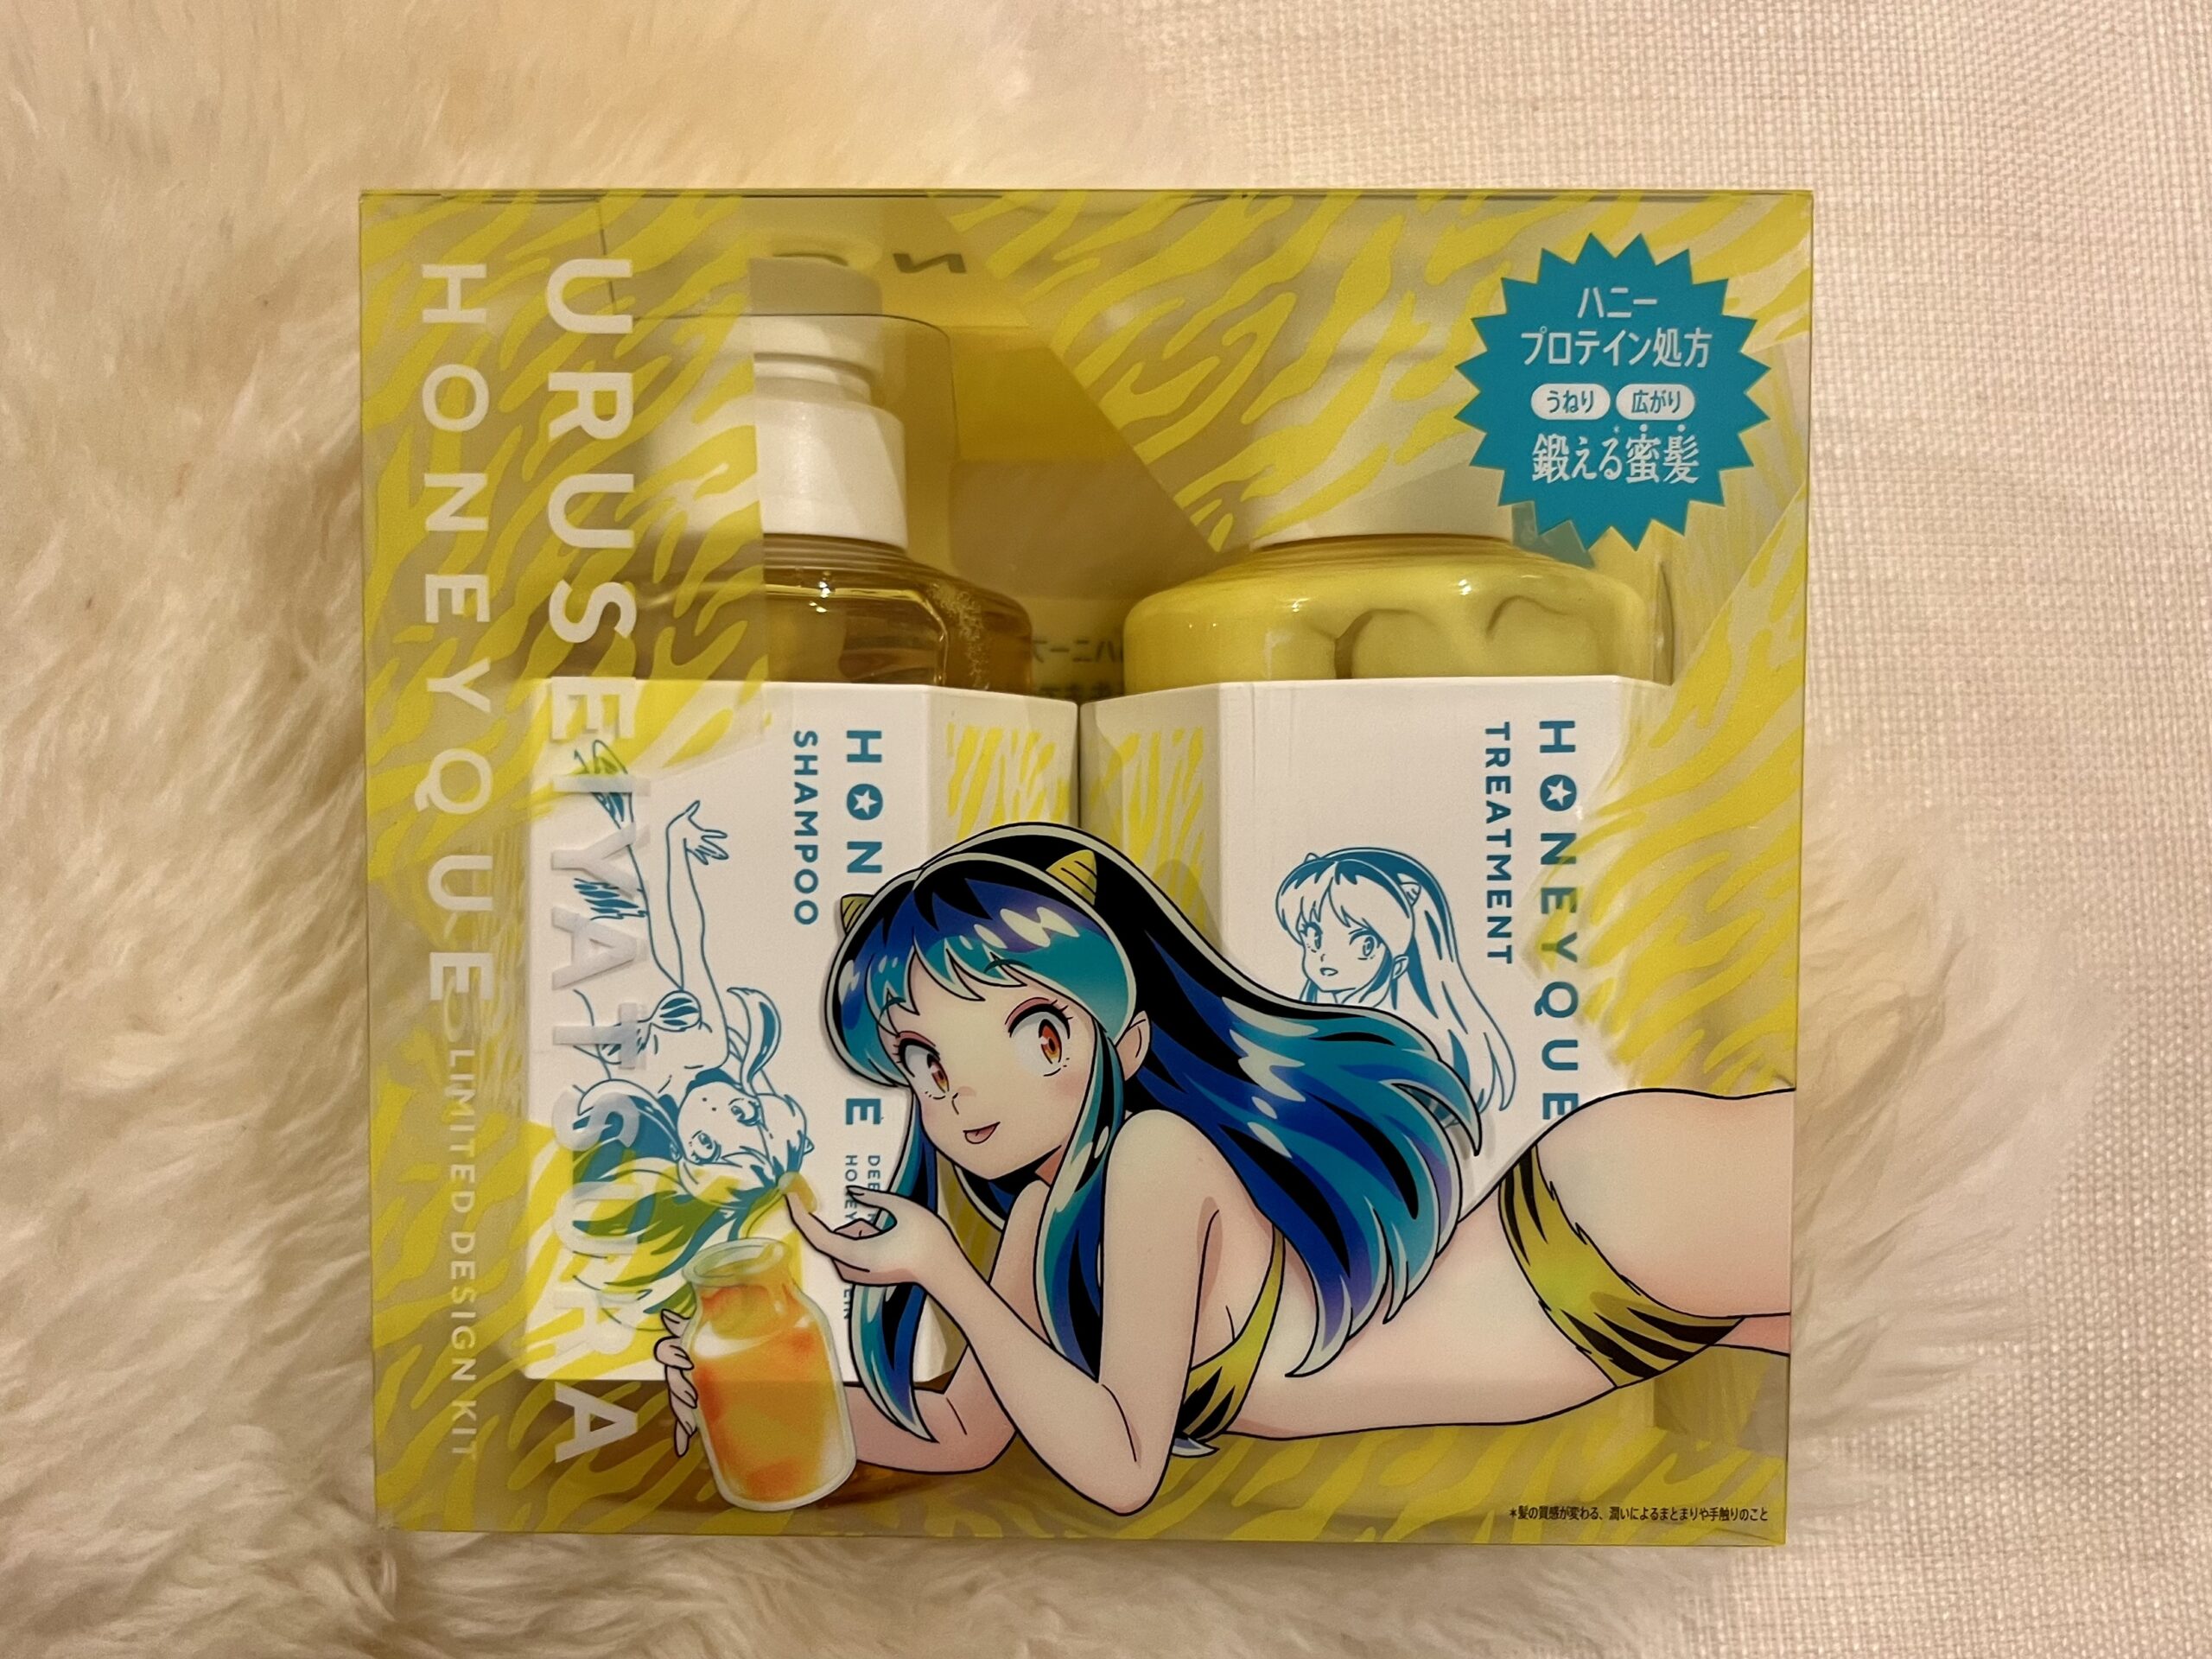 URUSEIYATSURA
HONEYQUE LIMITED DESIGN KIT
ハニー
プロテイン処方
うねり 広がり
鍛える蜜髪
HON E
SHAMPOO
HONEYQUE
TREATMENT
*髪の質感が変わる、潤いによるまとまりや手触りのこと